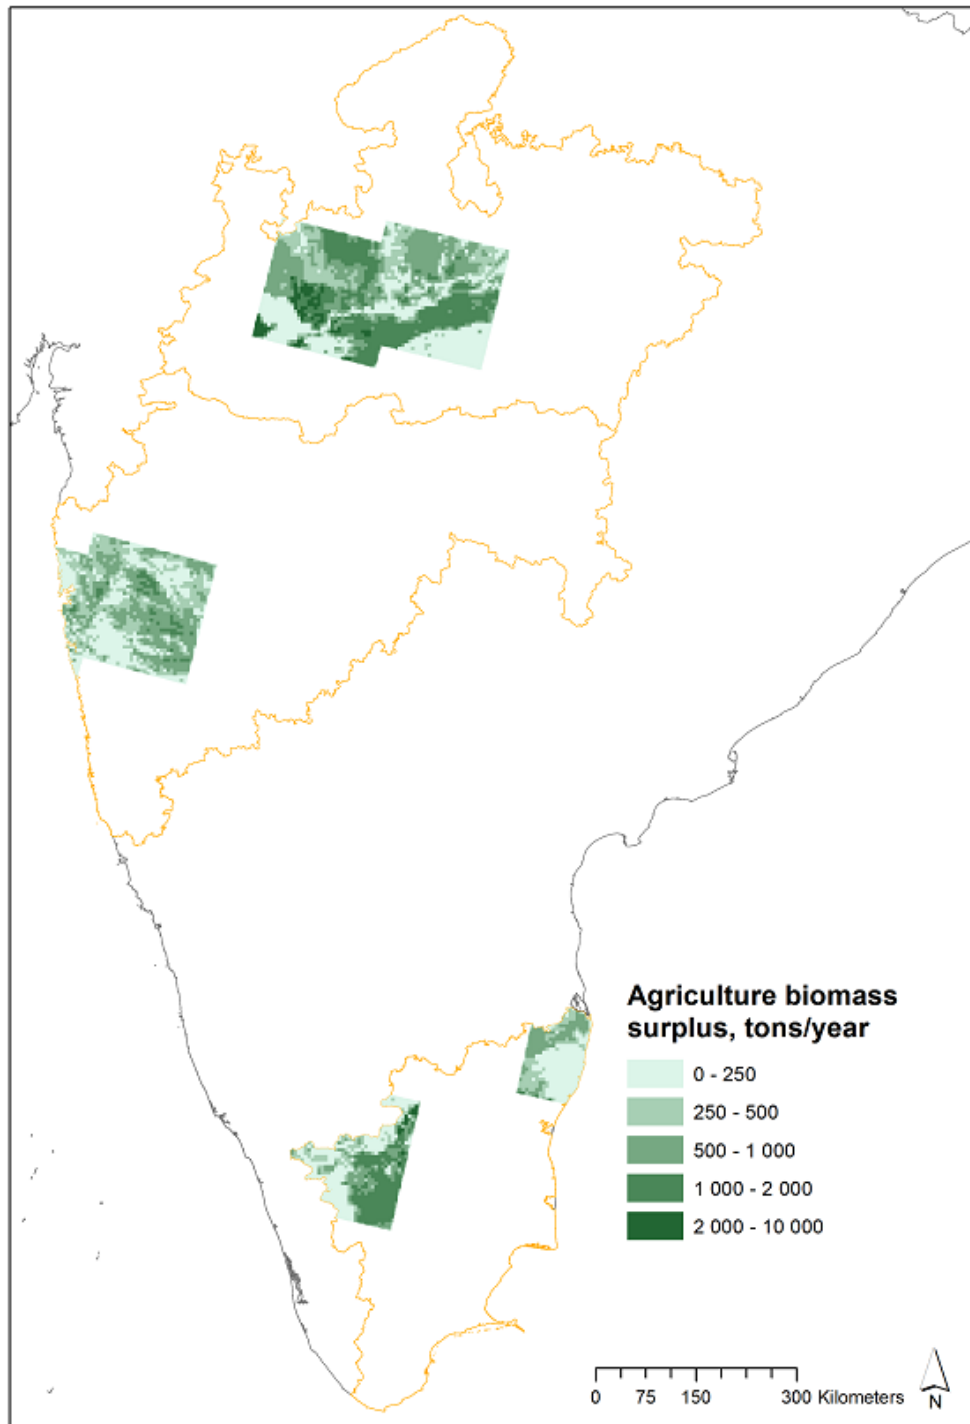 Agriculture biomass
surplus, tons/year
0 - 250
250 - 500
500 - 1 000
1 000 - 2 000
2 000 - 10 000
0 75 150 300 Kilometers
N